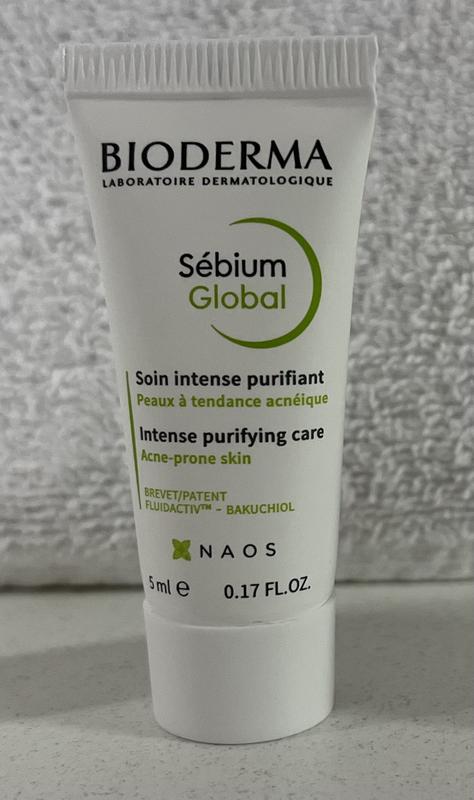 BIODERMA
LABORATOIRE DERMATOLOGIQUE
Sébium
Global
Soin intense purifiant
Peaux à tendance acnéique
Intense purifying care
Acne-prone skin
BREVET/PATENT
FLUIDACTIV™ - BAKUCHIOL
NAOS
5 ml ℮ 0.17 FL.OZ.